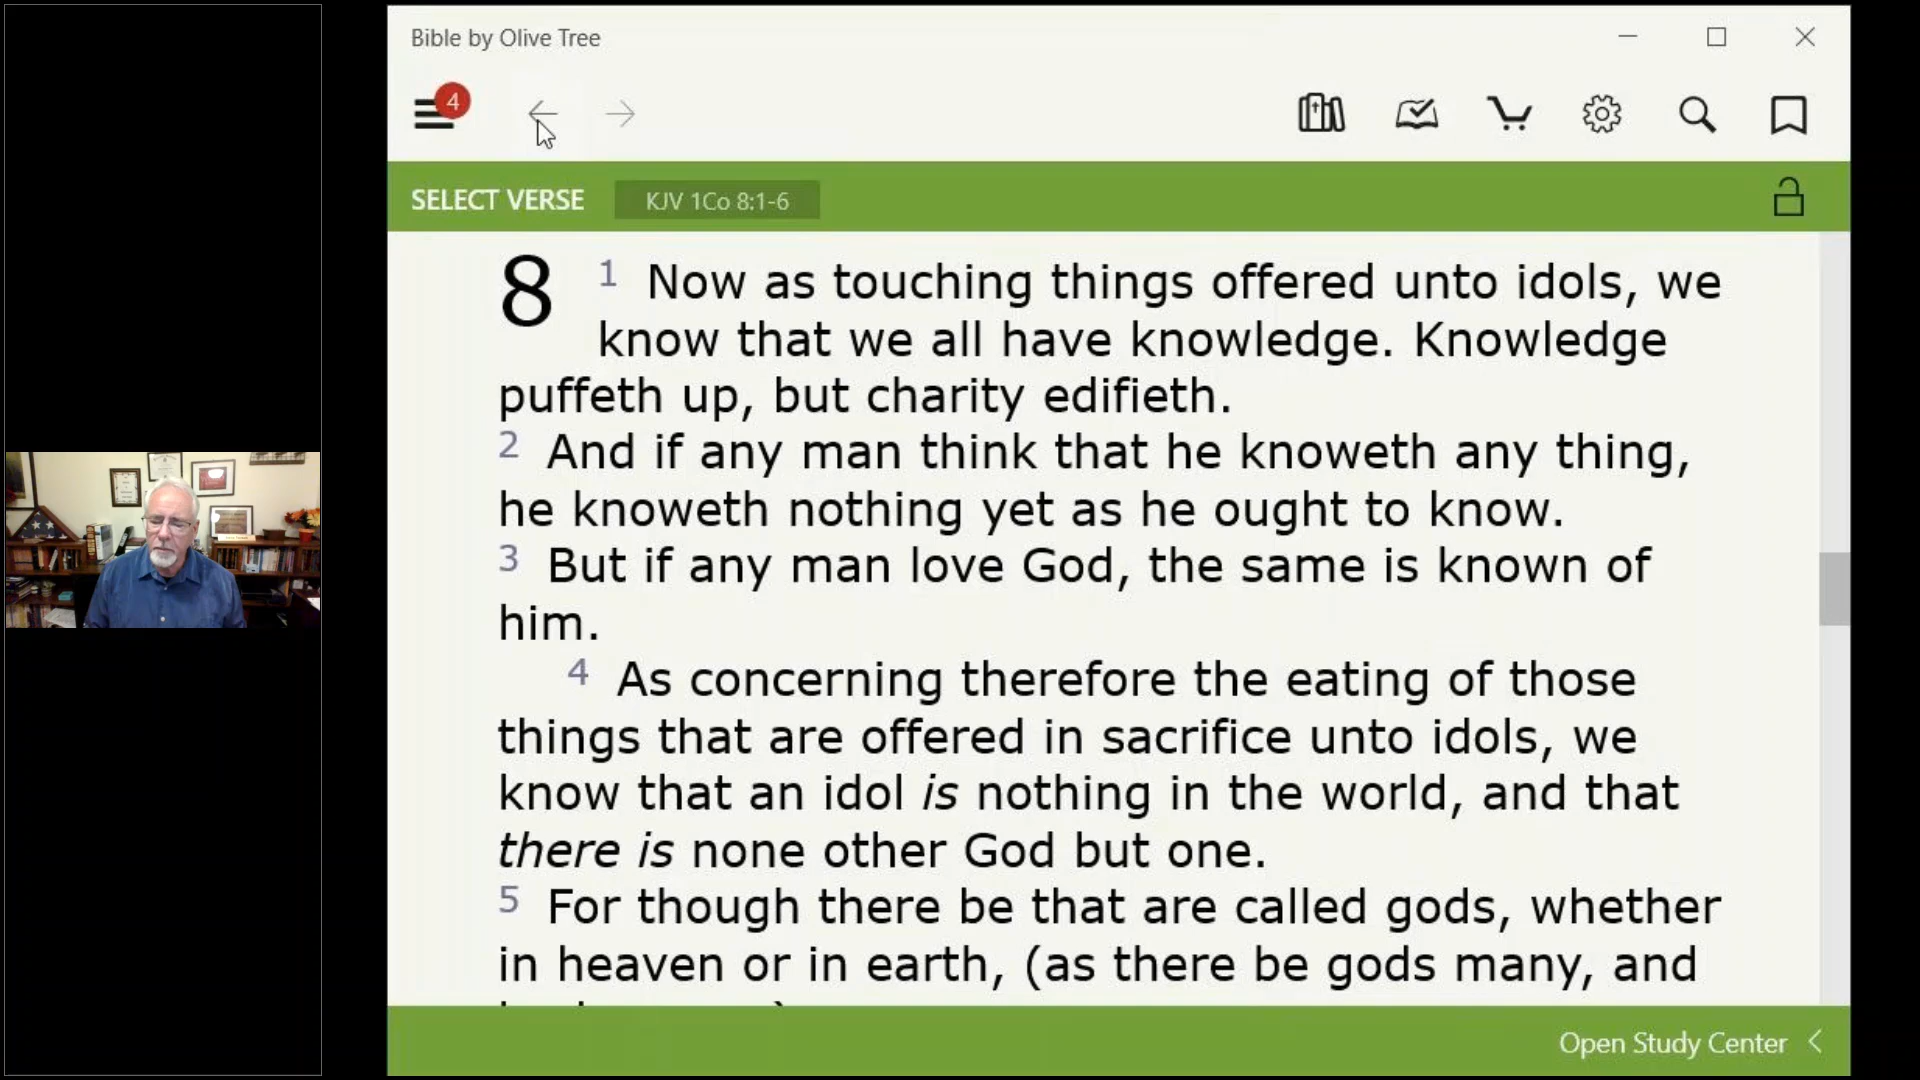 Bible by Olive Tree
4
SELECT VERSE KJV 1Co 8:1-6
8 1 Now as touching things offered unto idols, we
know that we all have knowledge. Knowledge
puffeth up, but charity edifieth.
2 And if any man think that he knoweth any thing,
he knoweth nothing yet as he ought to know.
3 But if any man love God, the same is known of
him.
4 As concerning therefore the eating of those
things that are offered in sacrifice unto idols, we
know that an idol is nothing in the world, and that
there is none other God but one.
5 For though there be that are called gods, whether
in heaven or in earth, (as there be gods many, and
Open Study Center